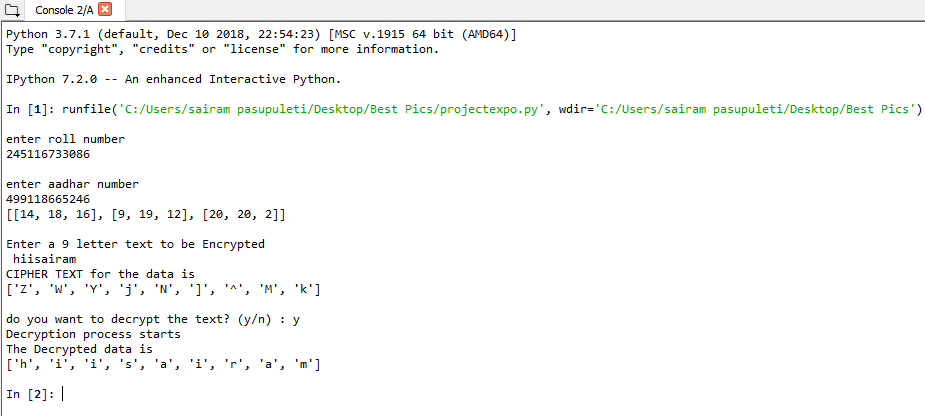 Console 2/A
Python 3.7.1 (default, Dec 10 2018, 22:54:23) [MSC v.1915 64 bit (AMD64)]
Type "copyright", "credits" or "license" for more information.
IPython 7.2.0 -- An enhanced Interactive Python.
In [1]: runfile('C:/Users/sairam pasupuleti/Desktop/Best Pics/projectexpo.py', wdir='C:/Users/sairam pasupuleti/Desktop/Best Pics')
enter roll number
245116733086
enter aadhar number
499118665246
[[14, 18, 16], [9, 19, 12], [20, 20, 2]]
Enter a 9 letter text to be Encrypted
hiisairam
CIPHER TEXT for the data is
['Z', 'W', 'Y', 'j', 'N', ']', '^', 'M', 'k']
do you want to decrypt the text? (y/n) : y
Decryption process starts
The Decrypted data is
['h', 'i', 'i', 's', 'a', 'i', 'r', 'a', 'm']
In [2]: